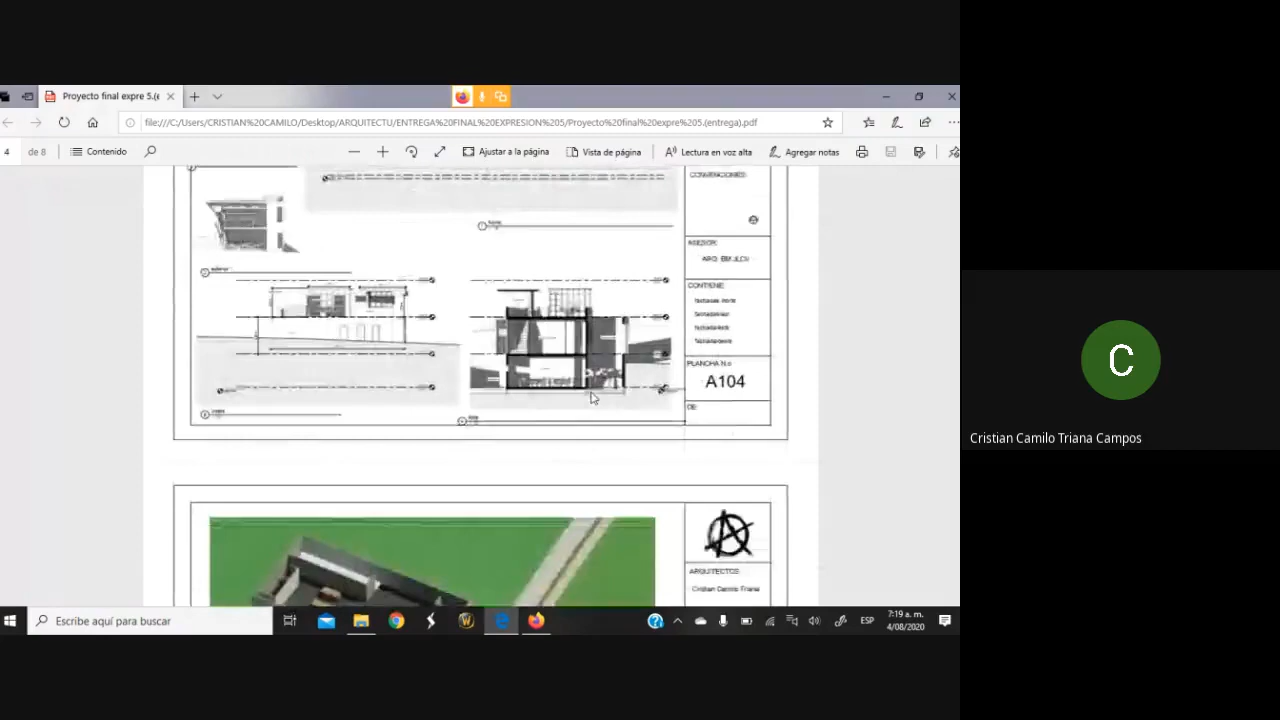 Proyecto final expre 5.(e
file:///C:/Users/CRISTIAN%20CAMILO/Desktop/ARQUITECTU/ENTREGA%20FINAL%20EXPRESION%205/Proyecto%20final%20expre%205.(entrega).pdf
4 de 8 Contenido Ajustar a la página Vista de página Lectura en voz alta Agregar notas
CONVENCIONES:
ASESOR:
CONTIENE:
PLANCHA N.o
A104
DE:
ARQUITECTOS:
Cristian Camilo Triana
C
Cristian Camilo Triana Campos
Escribe aquí para buscar
ESP
7:19 a. m.
4/08/2020